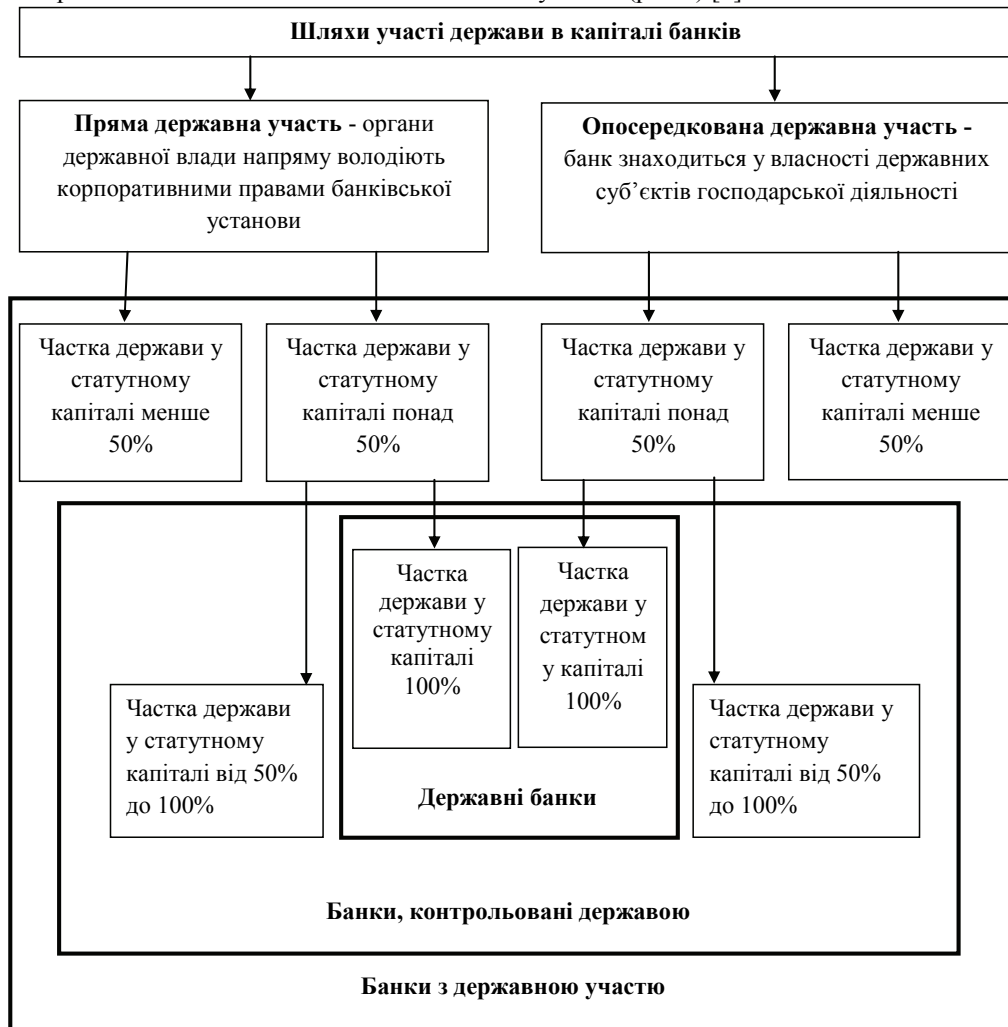 Шляхи участі держави в капіталі банків
Пряма державна участь - органи
державної влади напряму володіють
корпоративними правами банківської
установи
Опосередкована державна участь -
банк знаходиться у власності державних
суб’єктів господарської діяльності
Частка держави у
статутному
капіталі менше
50%
Частка держави у
статутному
капіталі понад
50%
Частка держави у
статутному
капіталі понад
50%
Частка держави у
статутному
капіталі менше
50%
Частка
держави у
статутному
капіталі
100%
Частка
держави у
статутном
у капіталі
100%
Частка держави
у статутному
капіталі від 50%
до 100%
Частка держави у
статутному
капіталі від 50%
до 100%
Державні банки
Банки, контрольовані державою
Банки з державною участю